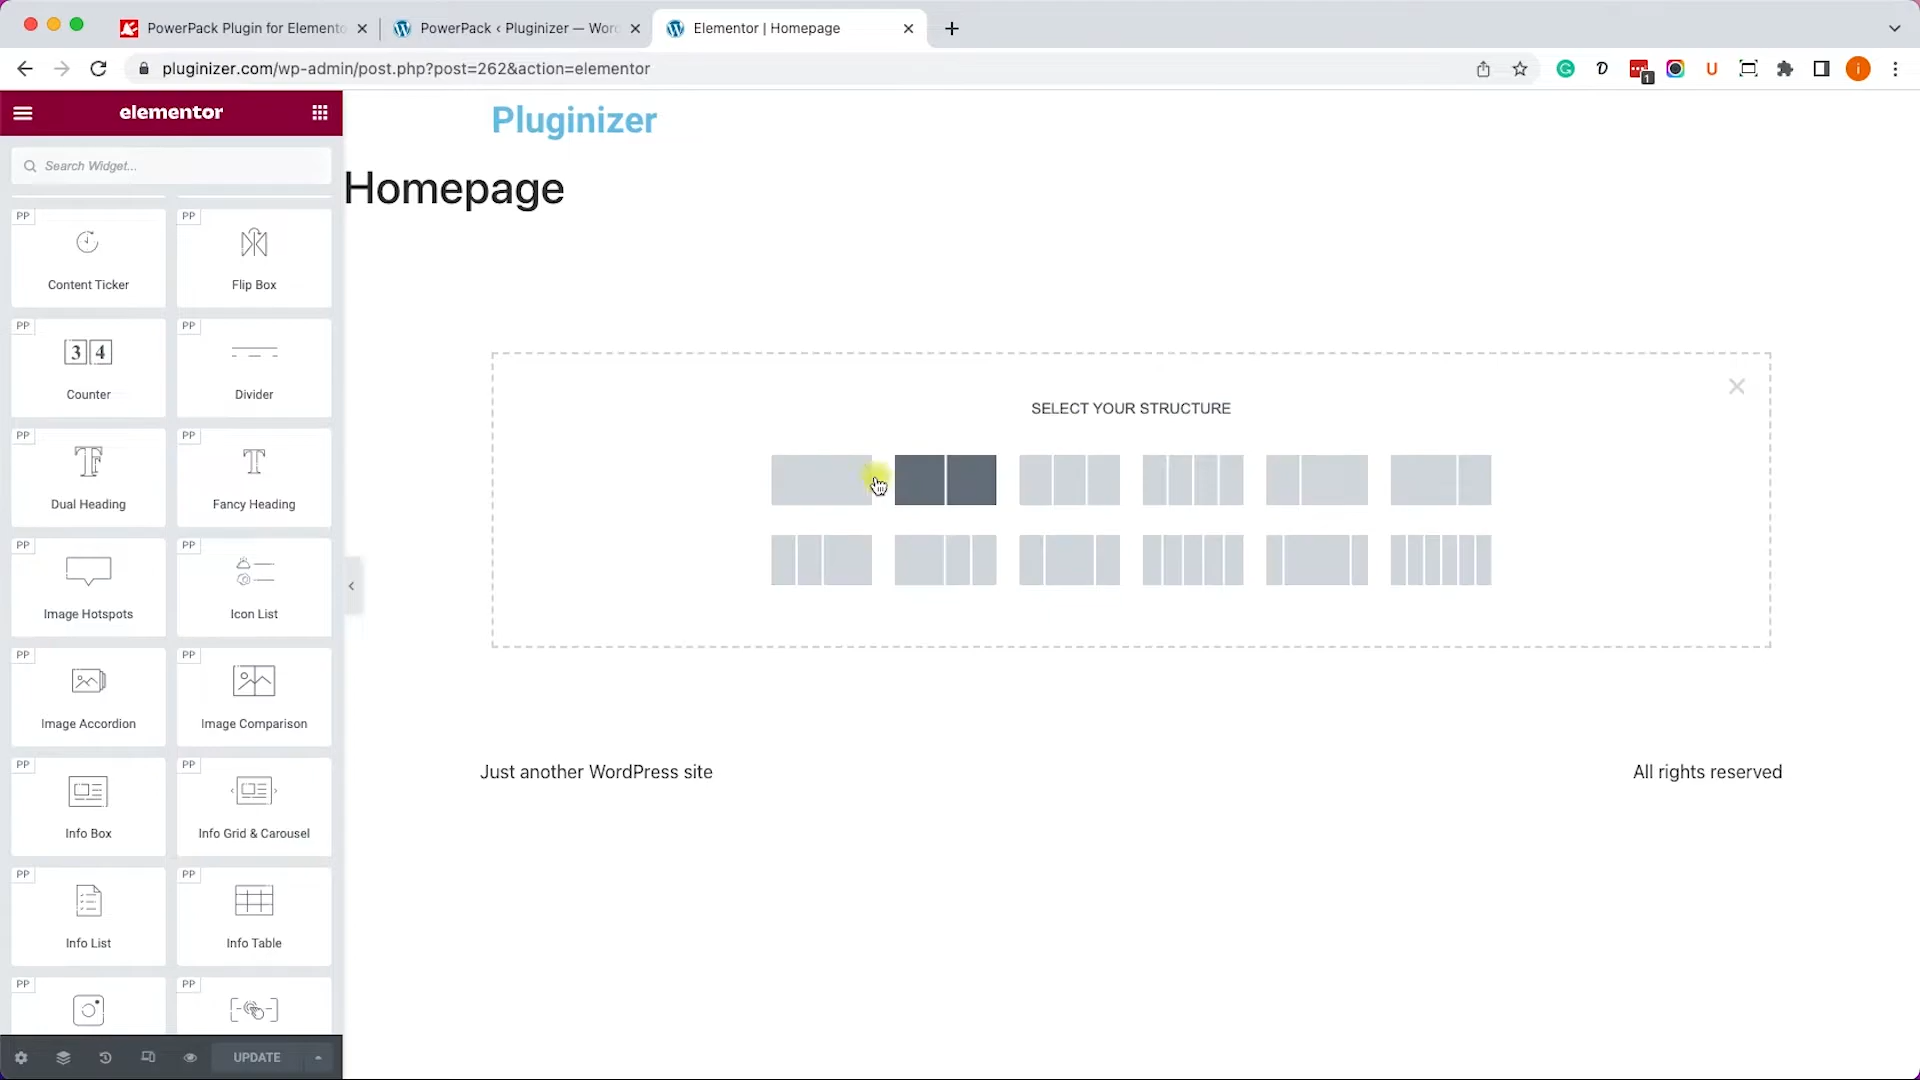 PowerPack Plugin for Elemento
PowerPack ‹ Pluginizer — Word
Elementor | Homepage
pluginizer.com/wp-admin/post.php?post=262&action=elementor
1
i
elementor
Pluginizer
Search Widget...
Homepage
PP
PP
Content Ticker
Flip Box
PP
PP
3 4
Counter
Divider
PP
PP
Dual Heading
Fancy Heading
PP
PP
Image Hotspots
Icon List
PP
PP
Image Accordion
Image Comparison
PP
PP
Info Box
Info Grid & Carousel
PP
PP
Info List
Info Table
PP
PP
UPDATE
SELECT YOUR STRUCTURE
Just another WordPress site
All rights reserved